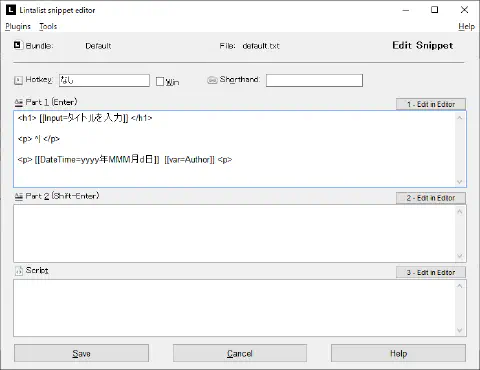 Lintalist snippet editor
Plugins Tools Help
Bundle: Default File: default.txt Edit Snippet
Hotkey: なし Win Shorthand:
Part 1 (Enter) 1 - Edit in Editor
<h1> [[Input=タイトルを入力]] </h1>
<p> ^| </p>
<p> [[DateTime=yyyy年MMM月d日]] [[var=Author]] <p>
Part 2 (Shift-Enter) 2 - Edit in Editor
Script 3 - Edit in Editor
Save Cancel Help